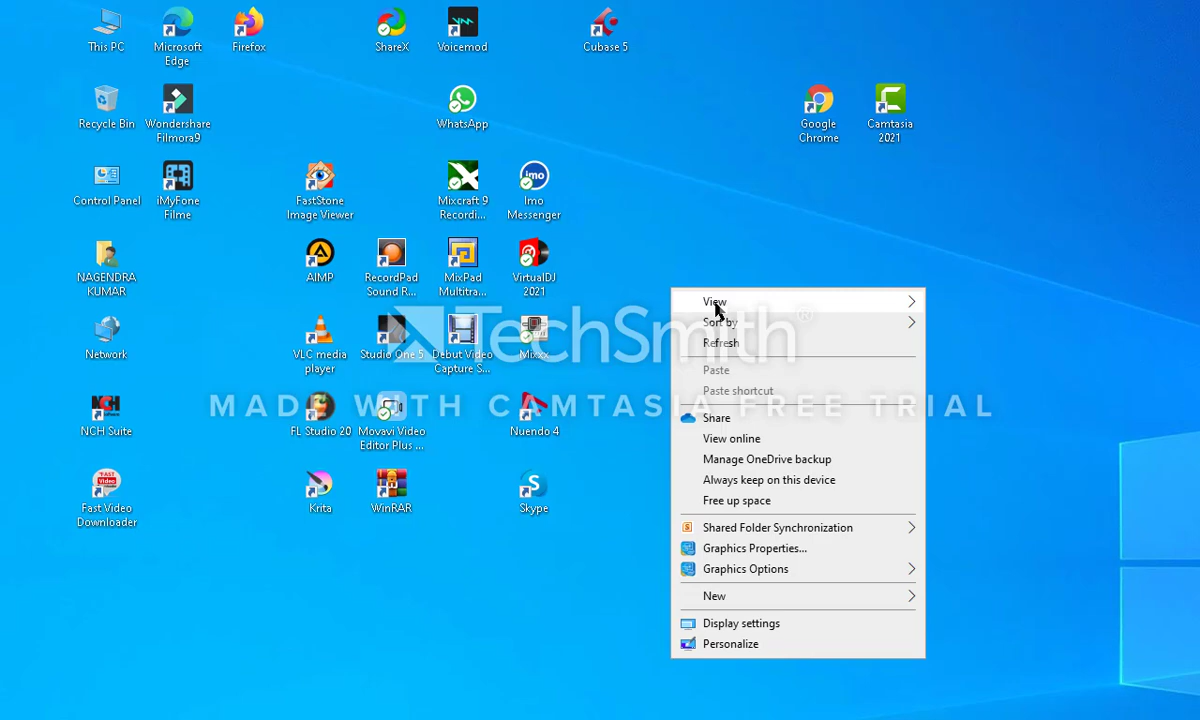 This PC
Microsoft
Edge
Firefox
ShareX
Voicemod
Cubase 5
Recycle Bin
Wondershare
Filmora9
WhatsApp
Google
Chrome
Camtasia
2021
Control Panel
iMyFone
Filme
FastStone
Image Viewer
Mixcraft 9
Recordi...
imo
Imo
Messenger
NAGENDRA
KUMAR
AIMP
RecordPad
Sound R...
MixPad
Multitra...
VirtualDJ
2021
Network
VLC media
player
Studio One 5
Debut Video
Capture S...
Mixxx
NCH Suite
FL Studio 20
Movavi Video
Editor Plus ...
Nuendo 4
Fast Video
Downloader
Krita
WinRAR
Skype
View
Sort by
Refresh
Paste
Paste shortcut
Share
View online
Manage OneDrive backup
Always keep on this device
Free up space
Shared Folder Synchronization
Graphics Properties...
Graphics Options
New
Display settings
Personalize
TechSmith®
MADE WITH CAMTASIA FREE TRIAL